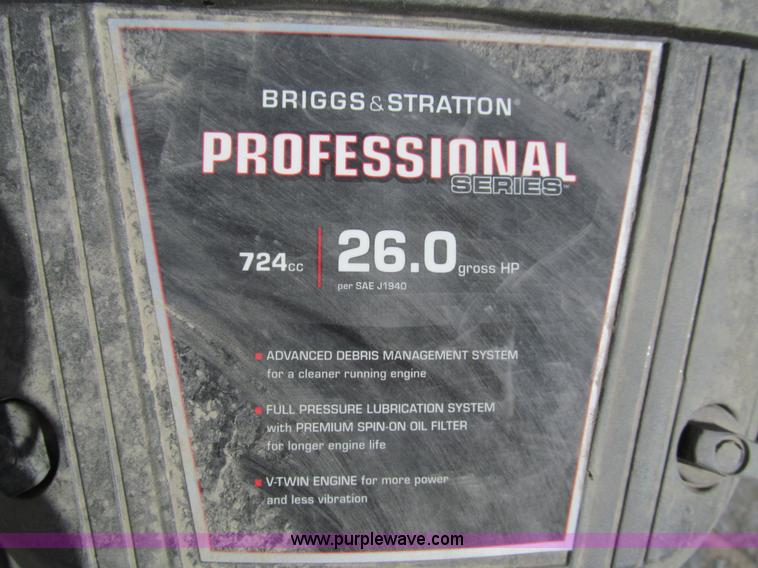 BRIGGS & STRATTON®
PROFESSIONAL
SERIES™
724cc
26.0 gross HP
per SAE J1940
ADVANCED DEBRIS MANAGEMENT SYSTEM
for a cleaner running engine
FULL PRESSURE LUBRICATION SYSTEM
with PREMIUM SPIN-ON OIL FILTER
for longer engine life
V-TWIN ENGINE for more power
and less vibration
www.purplewave.com